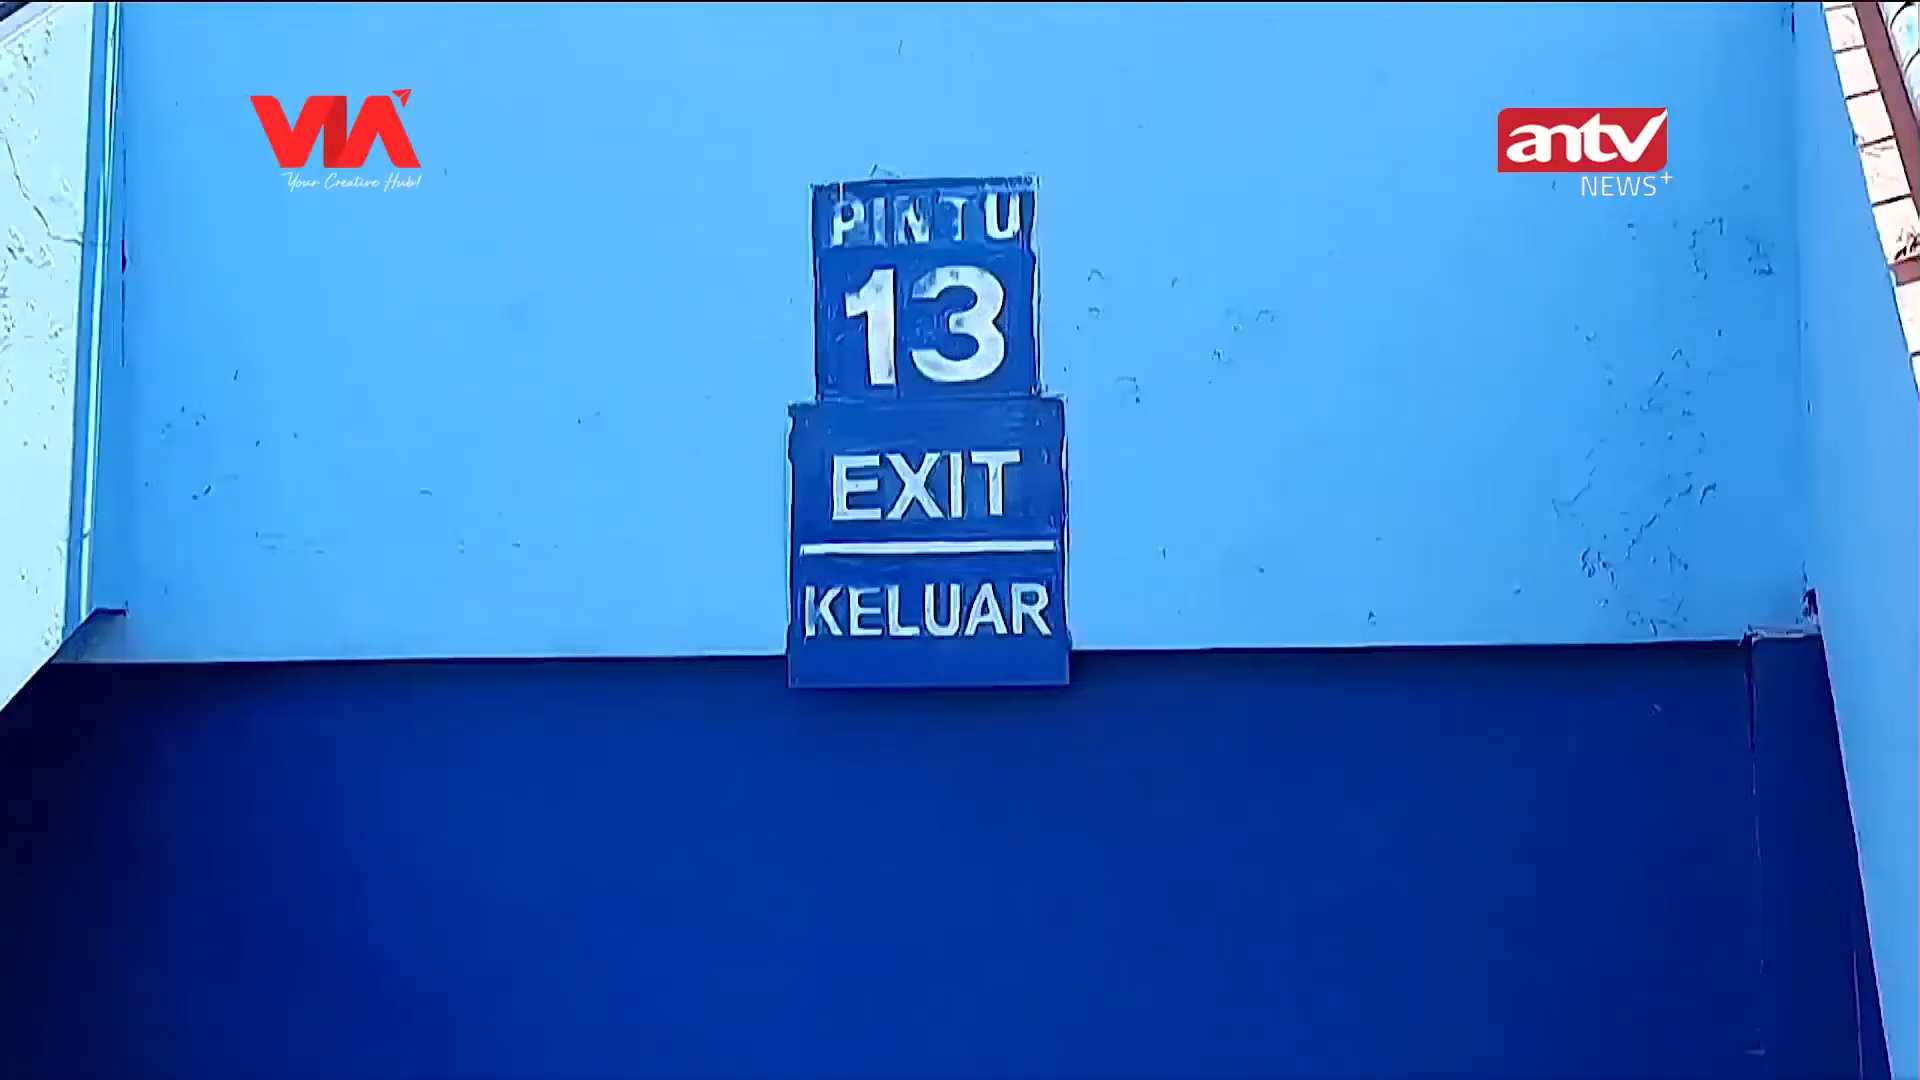 VIA
Your Creative Hub!
antv
NEWS+
PINTU
13
EXIT
KELUAR